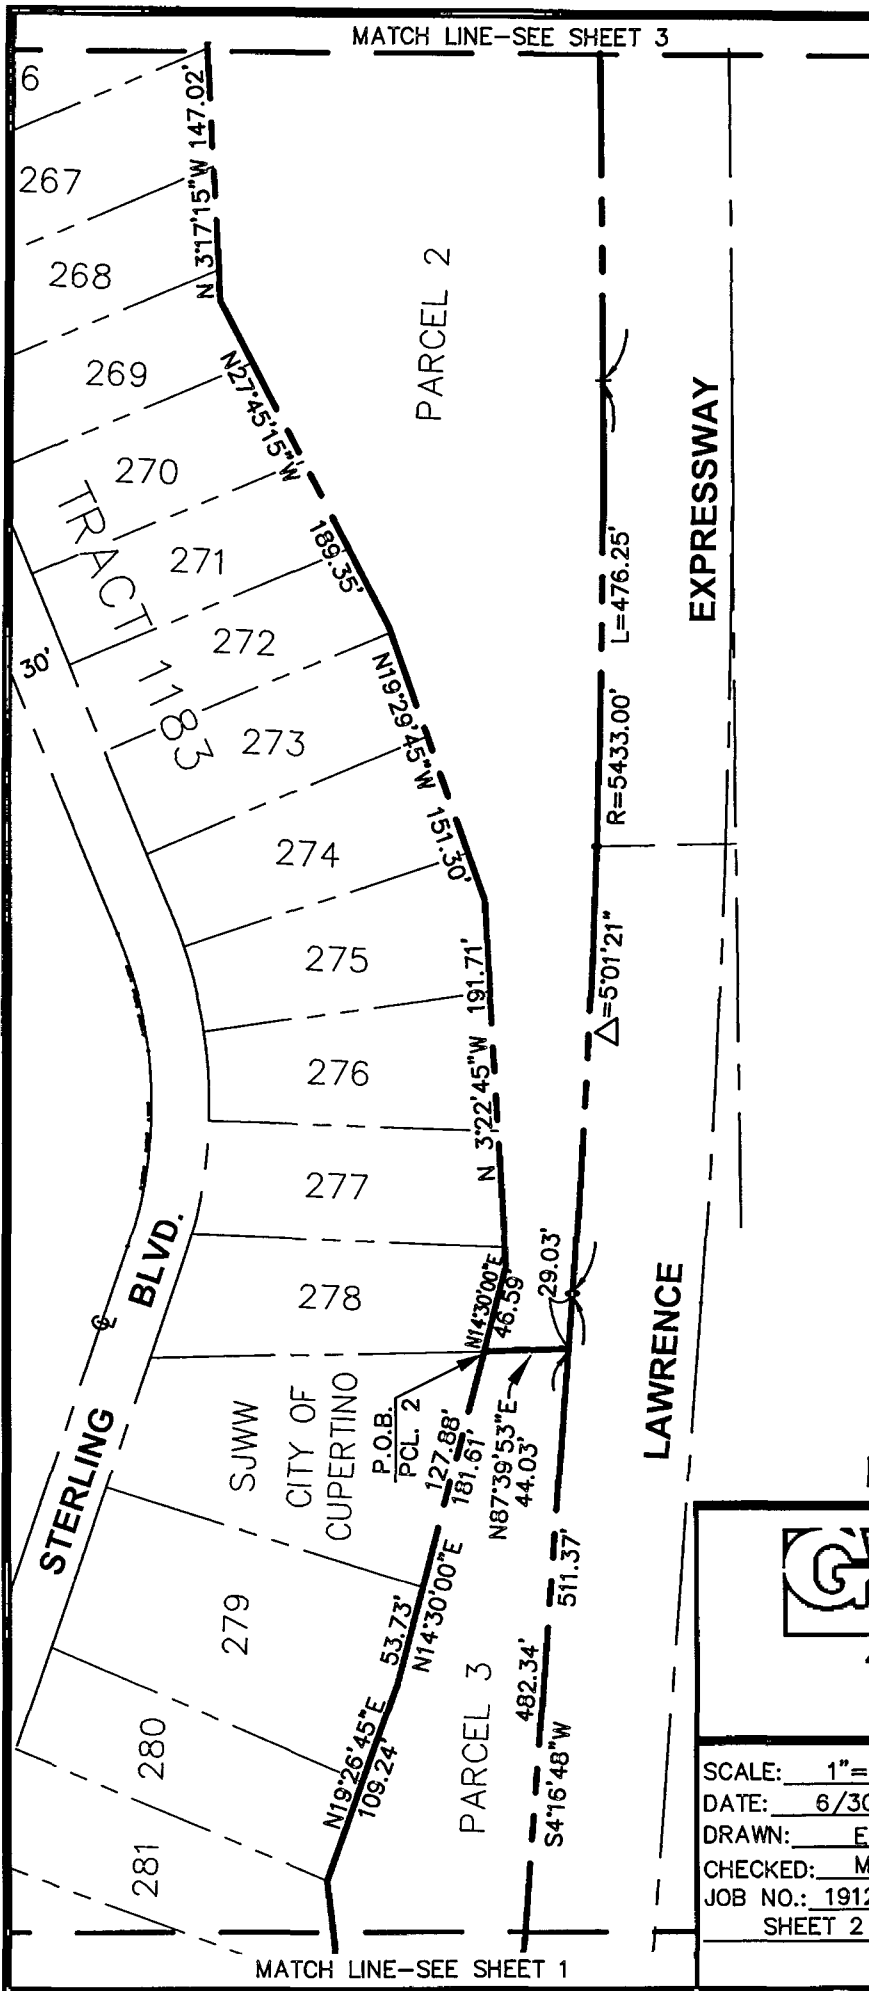 MATCH LINE-SEE SHEET 3
6
267
268
269
270
271
272
273
274
275
276
277
278
279
280
281
TRACT 1183
30'
N 3°17'15"W 147.02'
N27°45'15"W
189.35'
N19°29'45"W 151.30'
N 3°22'45"W 191.71'
N14°30'00"E
46.59'
PARCEL 2
L=476.25'
R=5433.00'
△=5°01'21"
LAWRENCE EXPRESSWAY
29.03'
STERLING BLVD.
SJWW
CITY OF
CUPERTINO
P.O.B.
PCL. 2
127.88'
181.61'
N87°39'53"E
44.03'
53.73'
N14°30'00"E
N19°26'45"E
109.24'
PARCEL 3
511.37'
482.34'
S4°16'48"W
MATCH LINE-SEE SHEET 1
SCALE: 1"=
DATE: 6/30
DRAWN: E
CHECKED: M
JOB NO.: 1912
SHEET 2